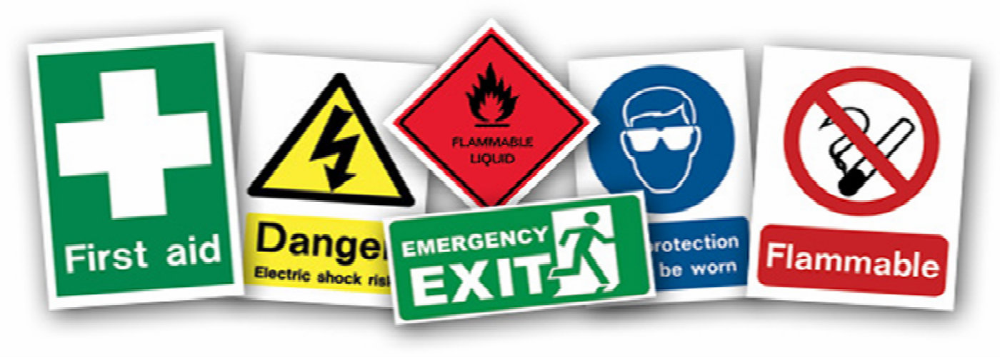 First aid
Dange
Electric shock ris
FLAMMABLE
LIQUID
EMERGENCY
EXIT
rotection
be worn
Flammable